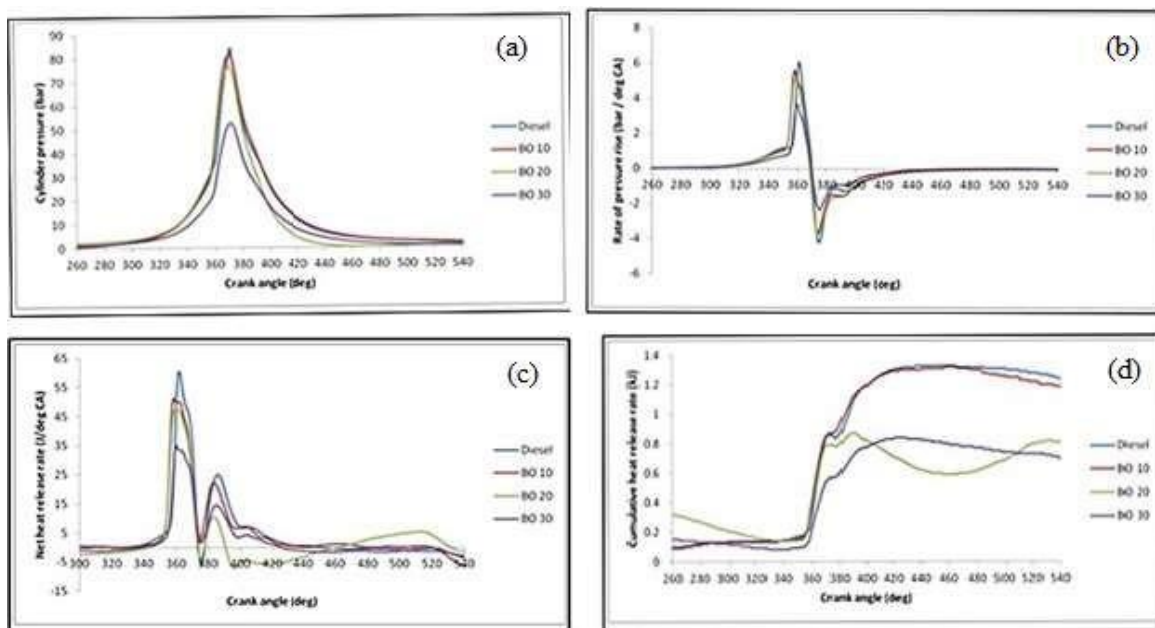 (a)
90
80
70
60
50
40
30
20
10
0
Cylinder pressure (bar)
260 280 300 320 340 360 380 400 420 440 460 480 500 520 540
Crank angle (deg)
Diesel
BO 10
BO 20
BO 30
(b)
8
6
4
2
0
-2
-4
-6
Rate of pressure rise (bar / deg CA)
260 280 300 320 340 360 380 400 420 440 460 480 500 520 540
Crank angle (deg)
Diesel
BO 10
BO 20
BO 30
(c)
65
55
45
35
25
15
5
-5
-15
Net heat release rate (J/deg CA)
300 320 340 360 380 400 420 440 460 480 500 520 540
Crank angle (deg)
Diesel
BO 10
BO 20
BO 30
(d)
1.4
1.2
1
0.8
0.6
0.4
0.2
0
Cumulative heat release rate (kJ)
260 280 300 320 340 360 380 400 420 440 460 480 500 520 540
Crank angle (deg)
Diesel
BO 10
BO 20
BO 30